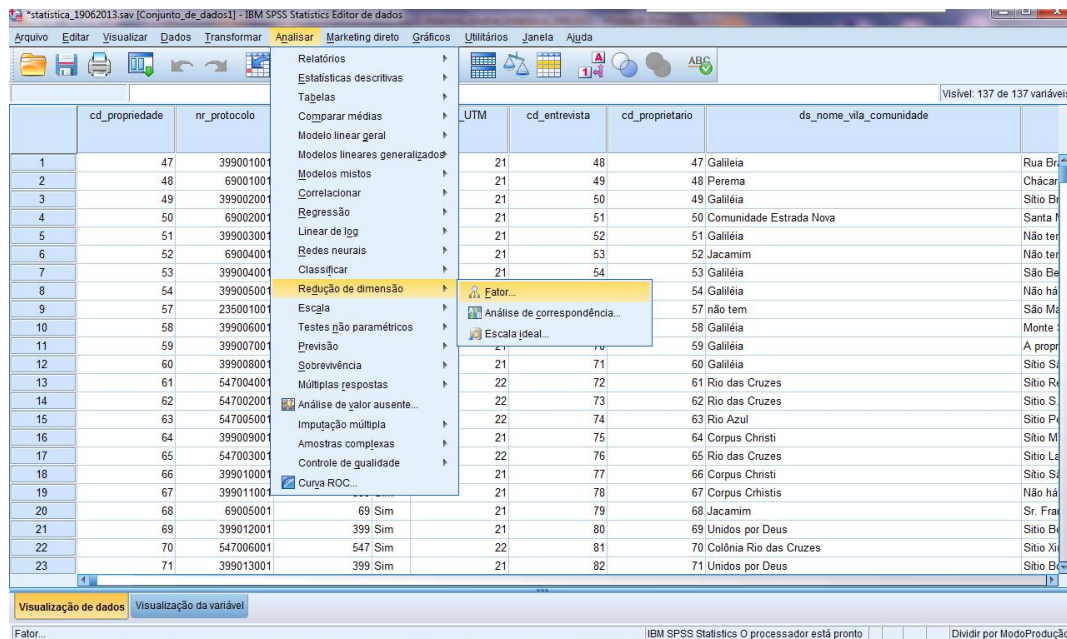 *statistica_19062013.sav [Conjunto_de_dados1] - IBM SPSS Statistics Editor de dados
Arquivo Editar Visualizar Dados Transformar Analisar Marketing direto Gráficos Utilitários Janela Ajuda
Visível: 137 de 137 variáveis
Relatórios
Estatísticas descritivas
Tabelas
Comparar médias
Modelo linear geral
Modelos lineares generalizados
Modelos mistos
Correlacionar
Regressão
Linear de log
Redes neurais
Classificar
Redução de dimensão
Escala
Testes não paramétricos
Previsão
Sobrevivência
Múltiplas respostas
Análise de valor ausente...
Imputação múltipla
Amostras complexas
Controle de qualidade
Curva ROC...
Fator...
Análise de correspondência...
Escala ideal...
cd_propriedade nr_protocolo _UTM cd_entrevista cd_proprietario ds_nome_vila_comunidade
1 47 399001001 21 48 47 Galileia Rua Br
2 48 69001001 21 49 48 Perema Chácar
3 49 399002001 21 50 49 Galiléia Sítio Br
4 50 69002001 21 51 50 Comunidade Estrada Nova Santa
5 51 399003001 21 52 51 Galiléia Não ter
6 52 69004001 21 53 52 Jacamim Não ter
7 53 399004001 21 54 53 Galiléia São Be
8 54 399005001 54 Galiléia Não há
9 57 235001001 57 não tem São Ma
10 58 399006001 58 Galiléia Monte
11 59 399007001 59 Galiléia A propr
12 60 399008001 21 71 60 Galiléia Sítio Sã
13 61 547004001 22 72 61 Rio das Cruzes Sítio Re
14 62 547002001 22 73 62 Rio das Cruzes Sitio S.
15 63 547005001 22 74 63 Rio Azul Sitio Pe
16 64 399009001 21 75 64 Corpus Christi Sítio M
17 65 547003001 22 76 65 Rio das Cruzes Sitio La
18 66 399010001 21 77 66 Corpus Christi Sítio Sã
19 67 399011001 21 78 67 Corpus Crhistis Não há
20 68 69005001 69 Sim 21 79 68 Jacamim Sr. Fra
21 69 399012001 399 Sim 21 80 69 Unidos por Deus Sitio Be
22 70 547006001 547 Sim 22 81 70 Colônia Rio das Cruzes Sitio Xi
23 71 399013001 399 Sim 21 82 71 Unidos por Deus Sítio Bo
Visualização de dados Visualização da variável
Fator... IBM SPSS Statistics O processador está pronto Dividir por ModoProdução